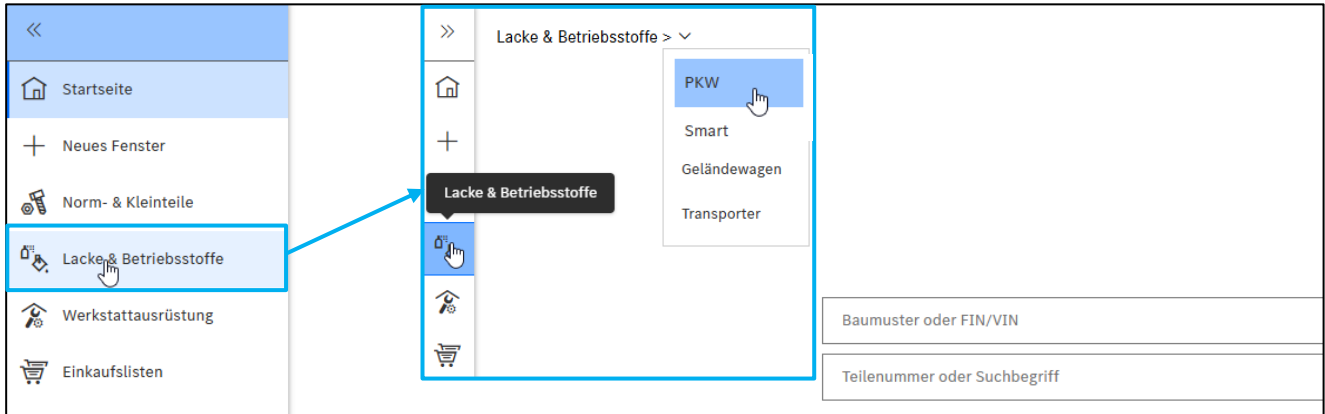 Startseite
Neues Fenster
Norm- & Kleinteile
Lacke & Betriebsstoffe
Werkstattausrüstung
Einkaufslisten
Lacke & Betriebsstoffe >
PKW
Smart
Geländewagen
Transporter
Lacke & Betriebsstoffe
Baumuster oder FIN/VIN
Teilenummer oder Suchbegriff